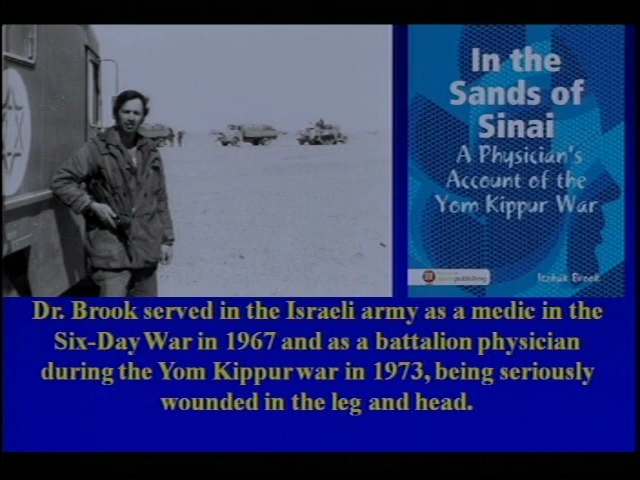 In the
Sands of
Sinai
A Physician's
Account of the
Yom Kippur War
Itzhak Brook
Dr. Brook served in the Israeli army as a medic in the
Six-Day War in 1967 and as a battalion physician
during the Yom Kippur war in 1973, being seriously
wounded in the leg and head.